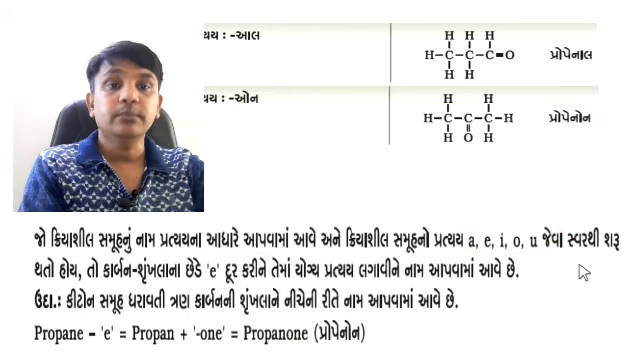 ત્યય : -આલ
H H H
H-C-C-C=O
H H
પ્રોપેનાલ
ત્યય : -ઓન
H H
H-C-C-C-H
H O H
પ્રોપેનોન
જો ક્રિયાશીલ સમૂહનું નામ પ્રત્યયના આધારે આપવામાં આવે અને ક્રિયાશીલ સમૂહનો પ્રત્યય a, e, i, o, u જેવા સ્વરથી શરૂ
થતો હોય, તો કાર્બન-શૃંખલાના છેડે 'e' દૂર કરીને તેમાં યોગ્ય પ્રત્યય લગાવીને નામ આપવામાં આવે છે.
ઉદા.: કીટોન સમૂહ ધરાવતી ત્રણ કાર્બનની શૃંખલાને નીચેની રીતે નામ આપવામાં આવે છે.
Propane – 'e' = Propan + '-one' = Propanone (પ્રોપેનોન)